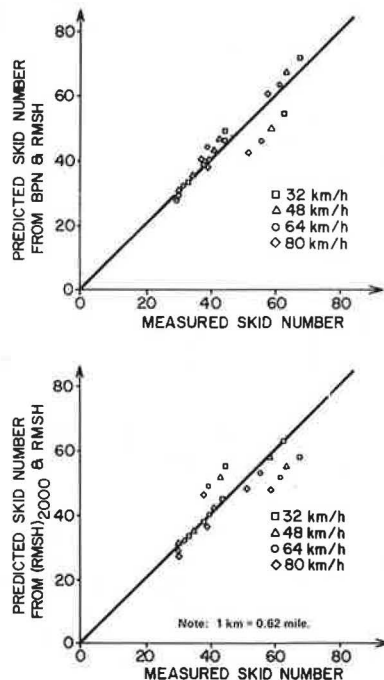 PREDICTED SKID NUMBER
FROM BPN & RMSH
80
60
40
20
0
□ 32 km/h
△ 48 km/h
○ 64 km/h
◇ 80 km/h
0 20 40 60 80
MEASURED SKID NUMBER
PREDICTED SKID NUMBER
FROM (RMSH)2000 & RMSH
80
60
40
20
0
□ 32 km/h
△ 48 km/h
○ 64 km/h
◇ 80 km/h
Note: 1 km = 0.62 mile.
0 20 40 60 80
MEASURED SKID NUMBER